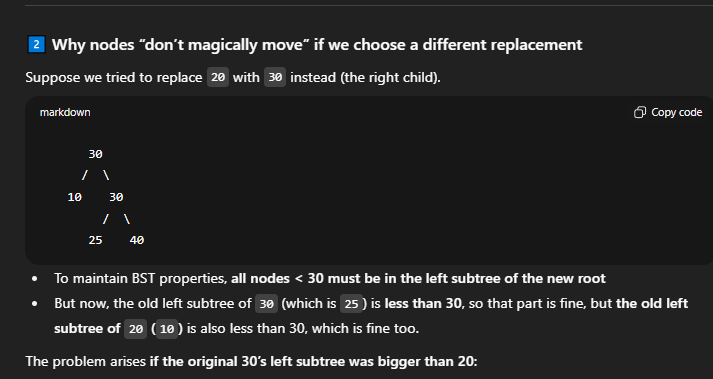 2 Why nodes “don’t magically move” if we choose a different replacement
Suppose we tried to replace 20 with 30 instead (the right child).
markdown Copy code
30
/ \
10 30
/ \
25 40
• To maintain BST properties, all nodes < 30 must be in the left subtree of the new root
• But now, the old left subtree of 30 (which is 25) is less than 30, so that part is fine, but the old left
subtree of 20 (10) is also less than 30, which is fine too.
The problem arises if the original 30’s left subtree was bigger than 20: